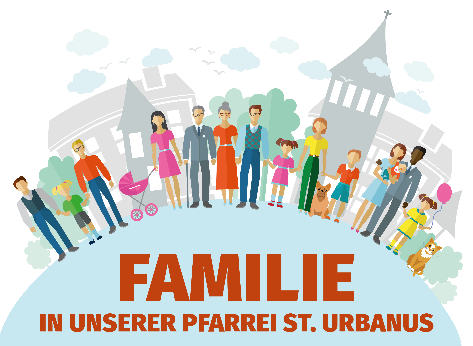 FAMILIE
IN UNSERER PFARREI ST. URBANUS